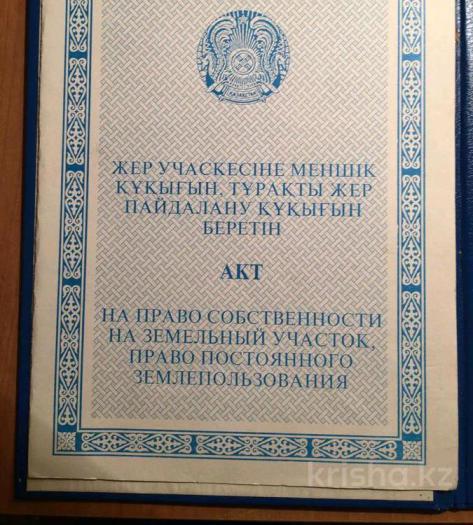 ҚАЗАҚСТАН
ЖЕР УЧАСКЕСІНЕ МЕНШІК
ҚҰҚЫҒЫН, ТҰРАҚТЫ ЖЕР
ПАЙДАЛАНУ ҚҰҚЫҒЫН
БЕРЕТІН
АКТ
НА ПРАВО СОБСТВЕННОСТИ
НА ЗЕМЕЛЬНЫЙ УЧАСТОК,
ПРАВО ПОСТОЯННОГО
ЗЕМЛЕПОЛЬЗОВАНИЯ
krisha.kz